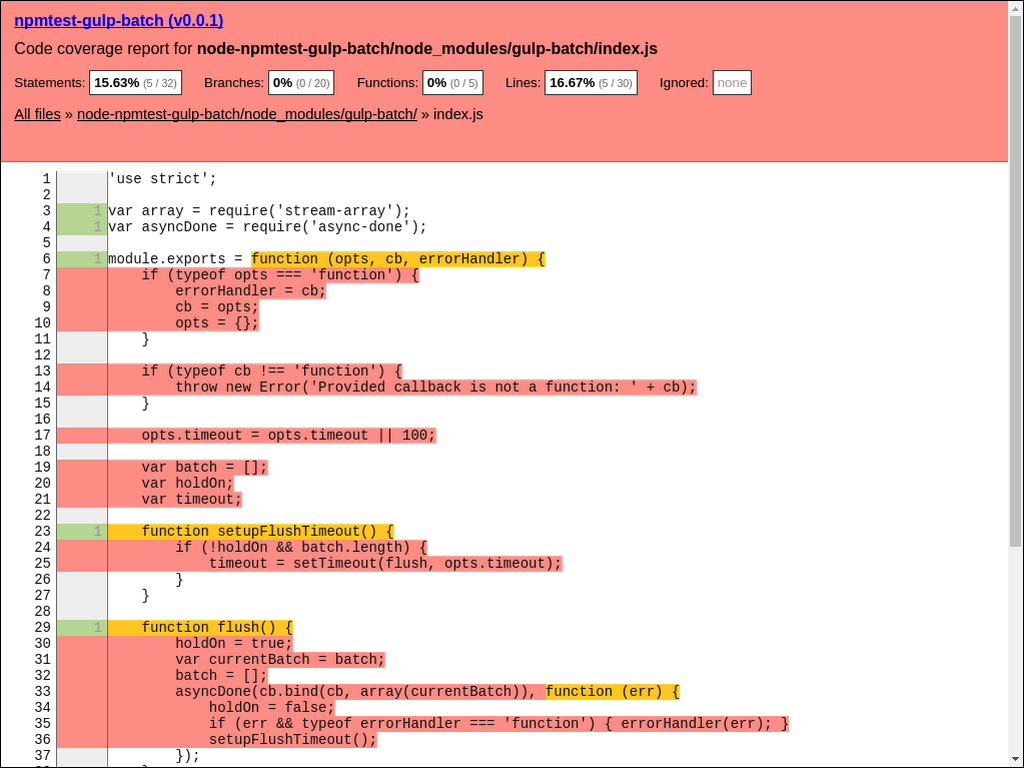 npmtest-gulp-batch (v0.0.1)
Code coverage report for node-npmtest-gulp-batch/node_modules/gulp-batch/index.js
Statements: 15.63% (5 / 32) Branches: 0% (0 / 20) Functions: 0% (0 / 5) Lines: 16.67% (5 / 30) Ignored: none
All files » node-npmtest-gulp-batch/node_modules/gulp-batch/ » index.js
1 'use strict';
2
3 1 var array = require('stream-array');
4 1 var asyncDone = require('async-done');
5
6 1 module.exports = function (opts, cb, errorHandler) {
7     if (typeof opts === 'function') {
8         errorHandler = cb;
9         cb = opts;
10         opts = {};
11     }
12
13     if (typeof cb !== 'function') {
14         throw new Error('Provided callback is not a function: ' + cb);
15     }
16
17     opts.timeout = opts.timeout || 100;
18
19     var batch = [];
20     var holdOn;
21     var timeout;
22
23 1     function setupFlushTimeout() {
24         if (!holdOn && batch.length) {
25             timeout = setTimeout(flush, opts.timeout);
26         }
27     }
28
29 1     function flush() {
30         holdOn = true;
31         var currentBatch = batch;
32         batch = [];
33         asyncDone(cb.bind(cb, array(currentBatch)), function (err) {
34             holdOn = false;
35             if (err && typeof errorHandler === 'function') { errorHandler(err); }
36             setupFlushTimeout();
37         });